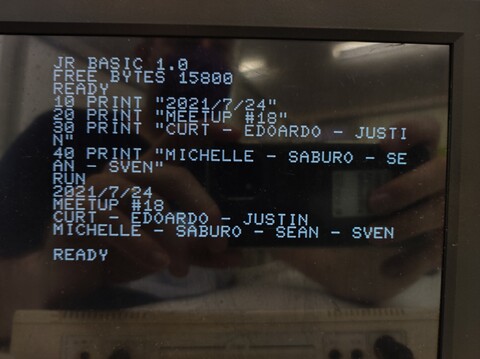 JR BASIC 1.0
FREE BYTES 15800
READY
10 PRINT "2021/7/24"
20 PRINT "MEETUP #18"
30 PRINT "CURT - EDOARDO - JUSTI
N"
40 PRINT "MICHELLE - SABURO - SE
AN - SVEN"
RUN
2021/7/24
MEETUP #18
CURT - EDOARDO - JUSTIN
MICHELLE - SABURO - SEAN - SVEN
READY